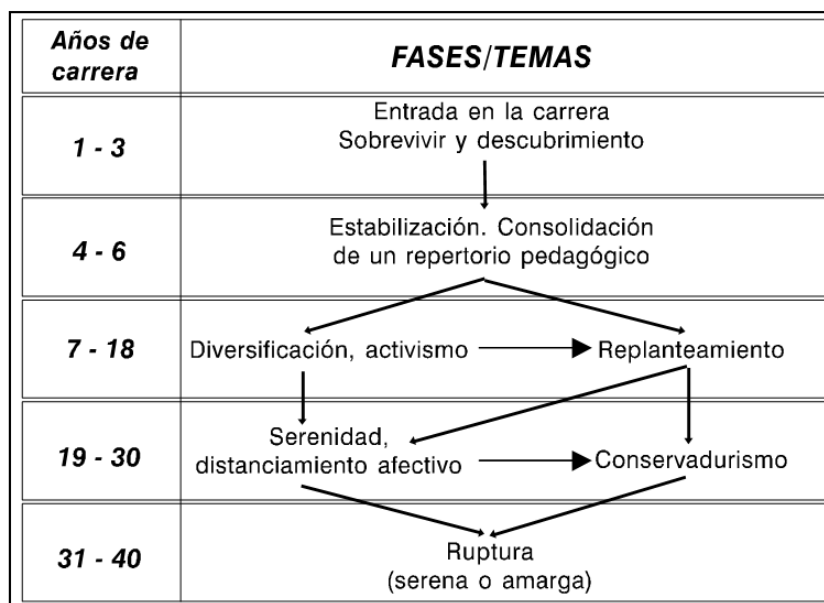 Años de
carrera
FASES/TEMAS
1 - 3
Entrada en la carrera
Sobrevivir y descubrimiento
4 - 6
Estabilización. Consolidación
de un repertorio pedagógico
7 - 18
Diversificación, activismo
Replanteamiento
19 - 30
Serenidad,
distanciamiento afectivo
Conservadurismo
31 - 40
Ruptura
(serena o amarga)